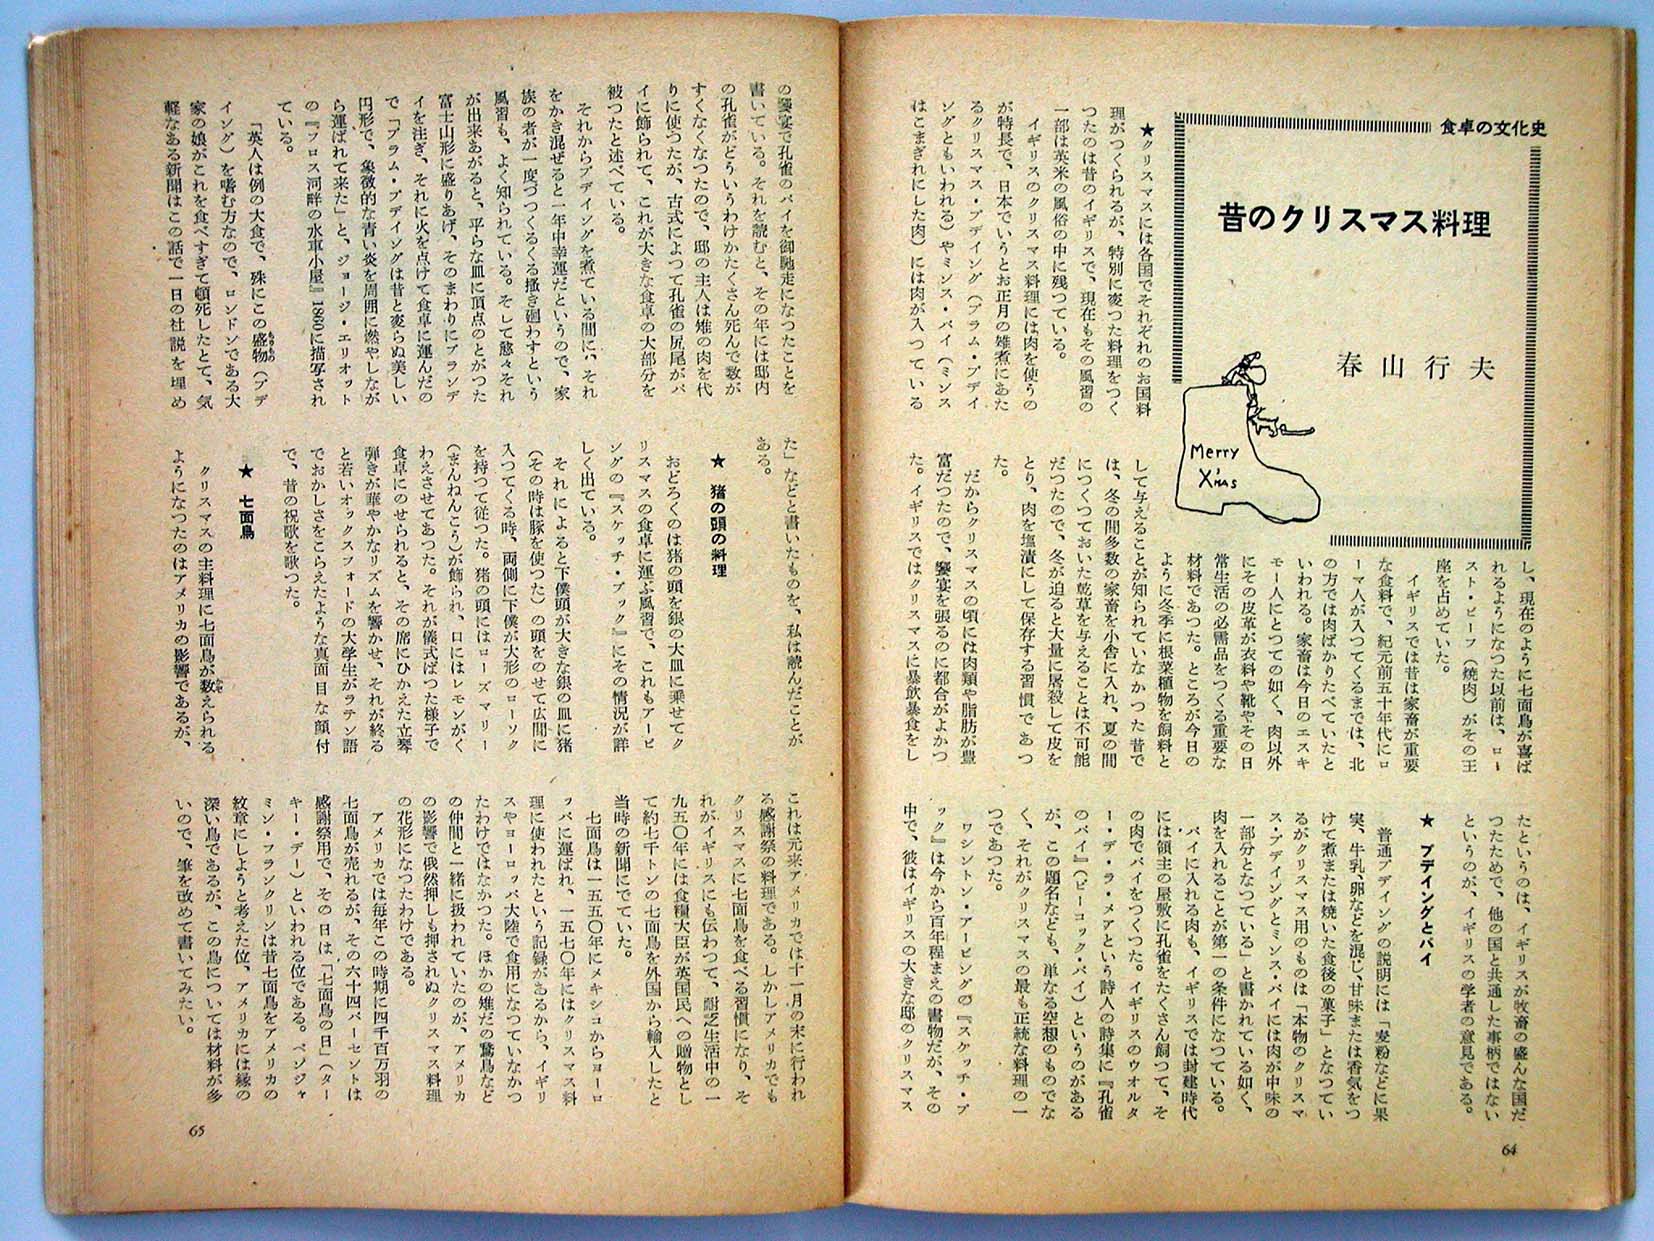 食卓の文化史
昔のクリスマス料理
春山行夫
Merry
X'MAS
★クリスマスには各国でそれぞれのお国料
理がつくられるが、特別に変つた料理をつく
つたのは昔のイギリスで、現在もその風習の
一部は英米の風俗の中に残つている。
イギリスのクリスマス料理には肉を使うの
が特長で、日本でいうとお正月の雑煮にあた
るクリスマス・プデイング（プラム・プデイ
ングともいわれる）やミンス・パイ（ミンス
はこまぎれにした肉）には肉が入つている
し、現在のように七面鳥が喜ば
れるようになつた以前は、ロー
スト・ビーフ（焼肉）がその王
座を占めていた。
イギリスでは昔は家畜が重要
な食料で、紀元前五十年代にロ
ーマ人が入つてくるまでは、北
の方では肉ばかりたべていたと
いわれる。家畜は今日のエスキ
モー人にとつての如く、肉以外
にその皮革が衣料や靴やその日
常生活の必需品をつくる重要な
材料であつた。ところが今日の
ように冬季に根菜植物を飼料と
して与えることが知られていなかつた昔で
は、冬の間多数の家畜を小舎に入れ、夏の間
につくつておいた乾草を与えることは不可能
だつたので、冬が迫ると大量に屠殺して皮を
とり、肉を塩漬にして保存する習慣であつ
た。
だからクリスマスの頃には肉類や脂肪が豊
富だつたので、饗宴を張るのに都合がよかつ
た。イギリスではクリスマスに暴飲暴食をし
たというのは、イギリスが牧畜の盛んな国だ
つたためで、他の国と共通した事柄ではない
というのが、イギリスの学者の意見である。
★ プデイングとパイ
普通プデイングの説明には「麦粉などに果
実、牛乳、卵などを混じ、甘味または香気をつ
けて煮または焼いた食後の菓子」となつてい
るがクリスマス用のものは「本物のクリスマ
ス・プデイングとミンス・パイには肉が中味の
一部分となつている」と書かれている如く、
肉を入れることが第一の条件になつている。
パイに入れる肉も、イギリスでは封建時代
には領主の屋敷に孔雀をたくさん飼つて、そ
の肉でパイをつくつた。イギリスのウオルタ
ー・デ・ラ・メアという詩人の詩集に『孔雀
のパイ』（ピーコック・パイ）というのがある
が、この題名なども、単なる空想のものでな
く、それがクリスマスの最も正統な料理の一
つであつた。
ワシントン・アービングの『スケッチ・ブ
ック』は今から百年程まえの書物だが、その
中で、彼はイギリスの大きな邸のクリスマス
64
の饗宴で孔雀のパイを御馳走になつたことを
書いている。それを読むと、その年には邸内
の孔雀がどういうわけかたくさん死んで数が
すくなくなつたので、邸の主人は雉の肉を代
りに使つたが、古式によつて孔雀の尻尾がパ
イに飾られて、これが大きな食卓の大部分を
被つたと述べている。
それからプデイングを煮ている間に、それ
をかき混ぜると一年中幸運だというので、家
族の者が一度づつくるくる搔き廻わすという
風習も、よく知られている。そして愈々それ
が出来あがると、平らな皿に頂点のとがつた
富士山形に盛りあげ、そのまわりにブランデ
イを注ぎ、それに火を点けて食卓に運んだの
で「プラム・プデイングは昔と変らぬ美しい
円形で、象徴的な青い炎を周囲に燃やしなが
ら運ばれて来た」と、ジョージ・エリオット
の『フロス河畔の水車小屋』1860に描写され
ている。
「英人は例の大食で、殊にこの盛物（プデ
イング）を嗜む方なので、ロンドンである大
家の娘がこれを食べすぎて頓死したとて、気
軽なある新聞はこの話で一日の社説を埋め
た」などと書いたものを、私は読んだことが
ある。
★ 猪の頭の料理
おどろくのは猪の頭を銀の大皿に乗せてク
リスマスの食卓に運ぶ風習で、これもアービ
ングの『スケッチ・ブック』にその情況が詳
しく出ている。
それによると下僕頭が大きな銀の皿に猪
（その時は豚を使つた）の頭をのせて広間に
入つてくる時、両側に下僕が大形のローソク
を持つて従つた。猪の頭にはローズマリー
（まんねんこう）が飾られ、口にはレモンがく
わえさせてあつた。それが儀式ばつた様子で
食卓にのせられると、その席にひかえた立琴
弾きが華やかなリズムを響かせ、それが終る
と若いオックスフォードの大学生がラテン語
でおかしさをこらえたような真面目な顔付
で、昔の祝歌を歌つた。
★ 七面鳥
クリスマスの主料理に七面鳥が数えられる
ようになつたのはアメリカの影響であるが、
これは元来アメリカでは十一月の末に行われ
る感謝祭の料理である。しかしアメリカでも
クリスマスに七面鳥を食べる習慣になり、そ
れがイギリスにも伝わつて、耐乏生活中の一
九五〇年には食糧大臣が英国民への贈物とし
て約七千トンの七面鳥を外国から輸入したと
当時の新聞にでていた。
七面鳥は一五五〇年にメキシコからヨーロ
ッパに運ばれ、一五七〇年にはクリスマス料
理に使われたという記録があるから、イギリ
スやヨーロッパ大陸で食用になつていなかつ
たわけではなかつた。ほかの雉だの鵞鳥など
の仲間と一緒に扱われていたのが、アメリカ
の影響で俄然押しも押されぬクリスマス料理
の花形になつたわけである。
アメリカでは毎年この時期に四千百万羽の
七面鳥が売れるが、その六十四パーセントは
感謝祭用で、その日は「七面鳥の日」（ター
キー・デー）といわれる位である。ベンジャ
ミン・フランクリンは昔七面鳥をアメリカの
紋章にしようと考えた位、アメリカには縁の
深い鳥であるが、この鳥については材料が多
いので、筆を改めて書いてみたい。
65